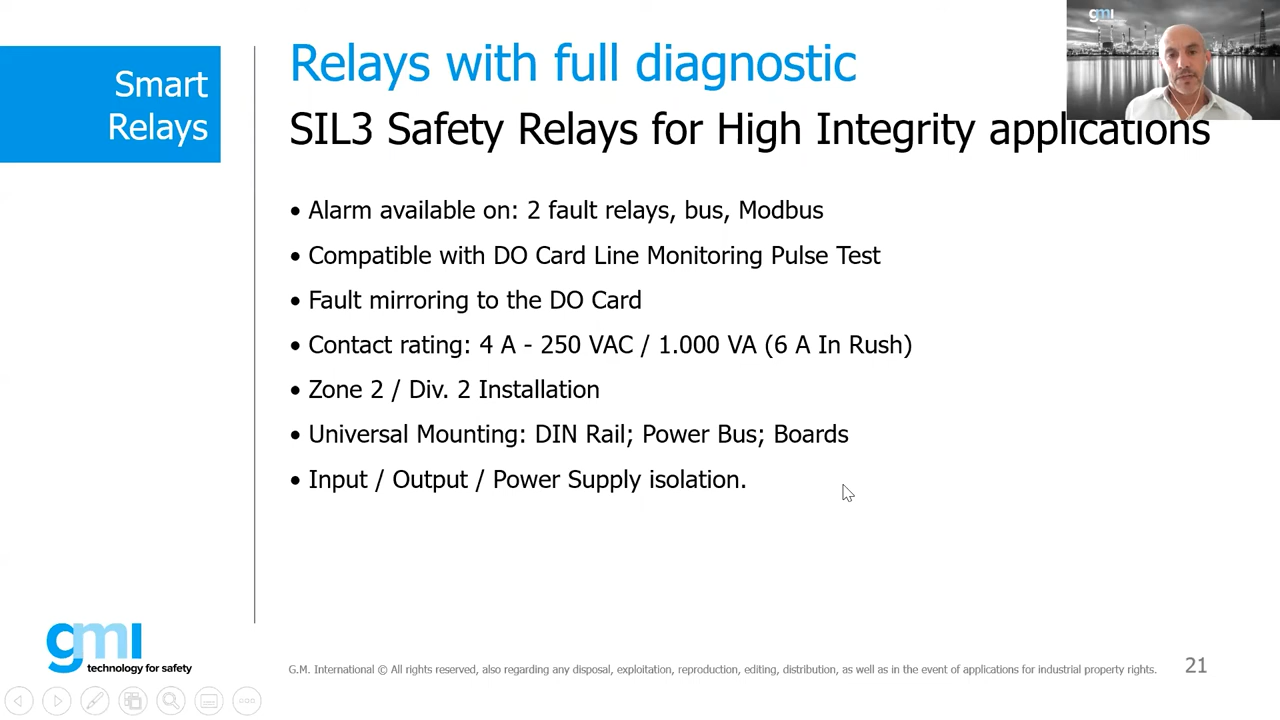 Smart
Relays
Relays with full diagnostic
SIL3 Safety Relays for High Integrity applications
• Alarm available on: 2 fault relays, bus, Modbus
• Compatible with DO Card Line Monitoring Pulse Test
• Fault mirroring to the DO Card
• Contact rating: 4 A - 250 VAC / 1.000 VA (6 A In Rush)
• Zone 2 / Div. 2 Installation
• Universal Mounting: DIN Rail; Power Bus; Boards
• Input / Output / Power Supply isolation.
gmi
gmi
technology for safety
G.M. International © All rights reserved, also regarding any disposal, exploitation, reproduction, editing, distribution, as well as in the event of applications for industrial property rights.
21